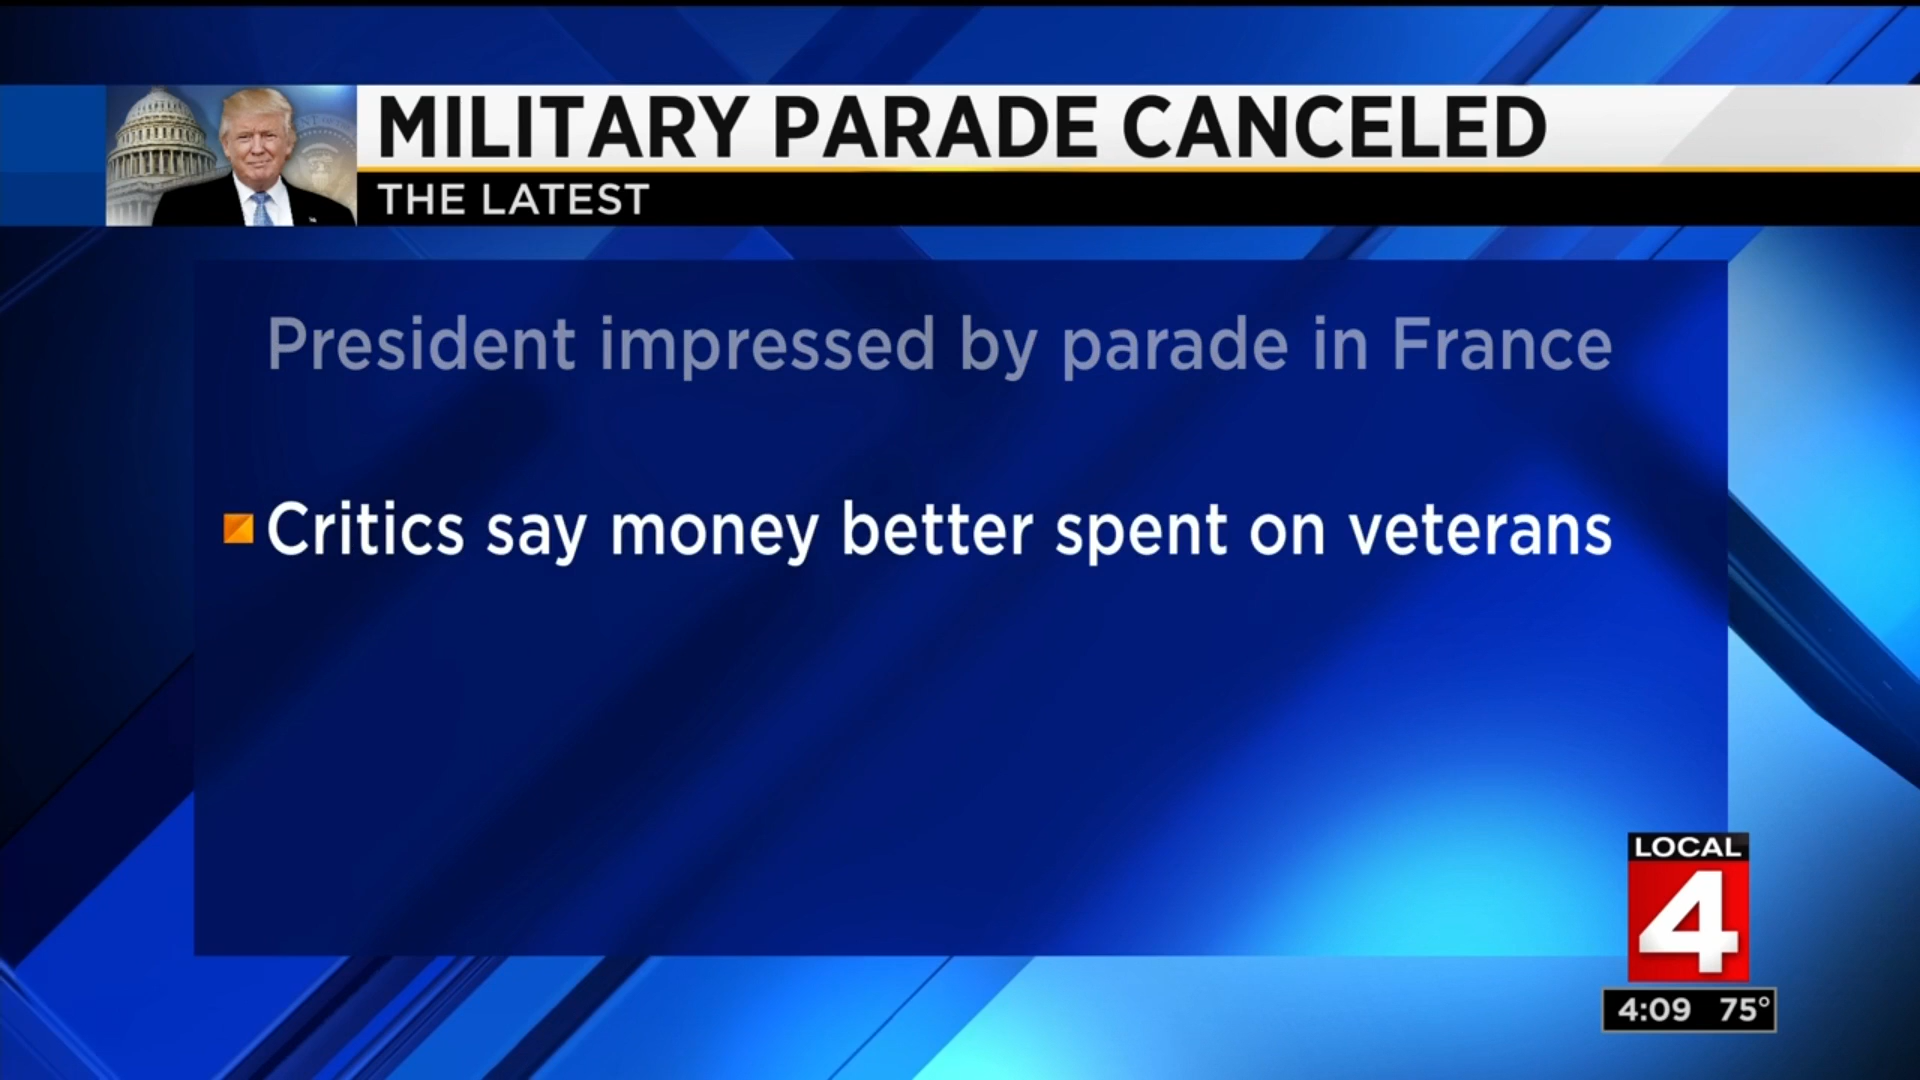 MILITARY PARADE CANCELED
THE LATEST
President impressed by parade in France
Critics say money better spent on veterans
LOCAL
4
4:09 75°